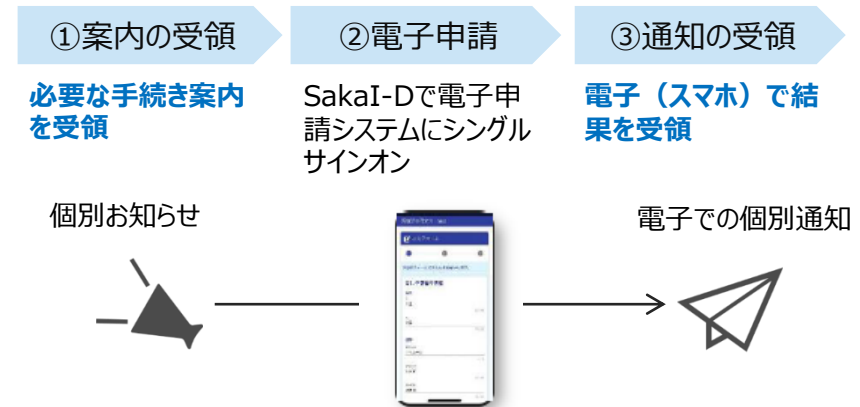 ①案内の受領
②電子申請
③通知の受領
必要な手続き案内
を受領
SakaI-Dで電子申
請システムにシングル
サインオン
電子（スマホ）で結
果を受領
個別お知らせ
電子での個別通知